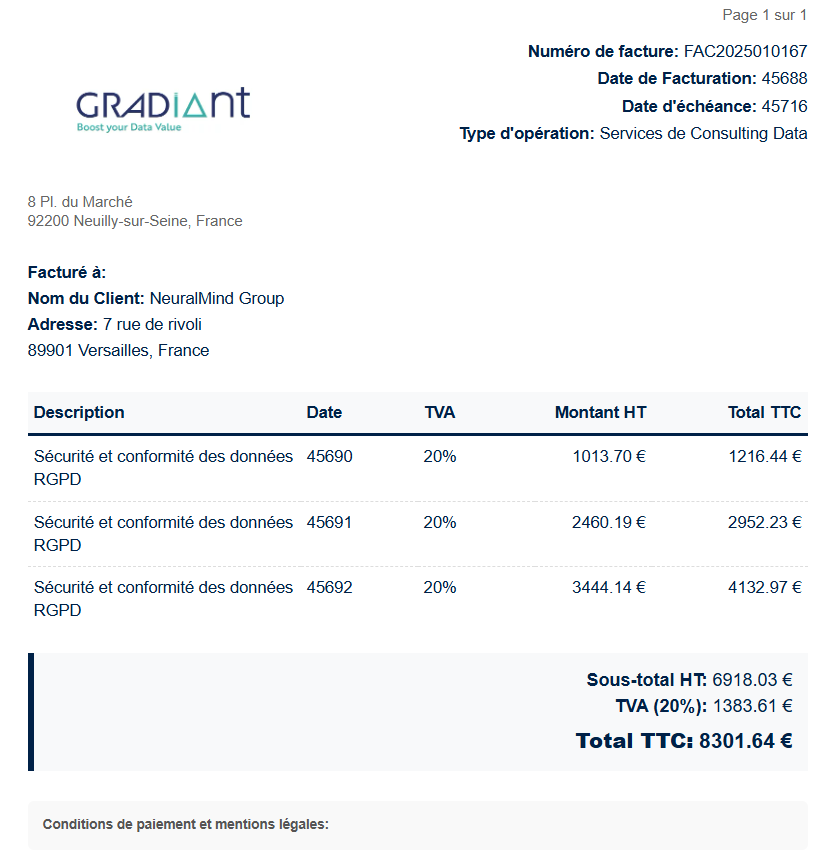 Page 1 sur 1
Numéro de facture: FAC2025010167
Date de Facturation: 45688
Date d'échéance: 45716
Type d'opération: Services de Consulting Data
GRADiANt
Boost your Data Value
8 Pl. du Marché
92200 Neuilly-sur-Seine, France
Facturé à:
Nom du Client: NeuralMind Group
Adresse: 7 rue de rivoli
89901 Versailles, France
Description Date TVA Montant HT Total TTC
Sécurité et conformité des données 45690 20% 1013.70 € 1216.44 €
RGPD
Sécurité et conformité des données 45691 20% 2460.19 € 2952.23 €
RGPD
Sécurité et conformité des données 45692 20% 3444.14 € 4132.97 €
RGPD
Sous-total HT: 6918.03 €
TVA (20%): 1383.61 €
Total TTC: 8301.64 €
Conditions de paiement et mentions légales: